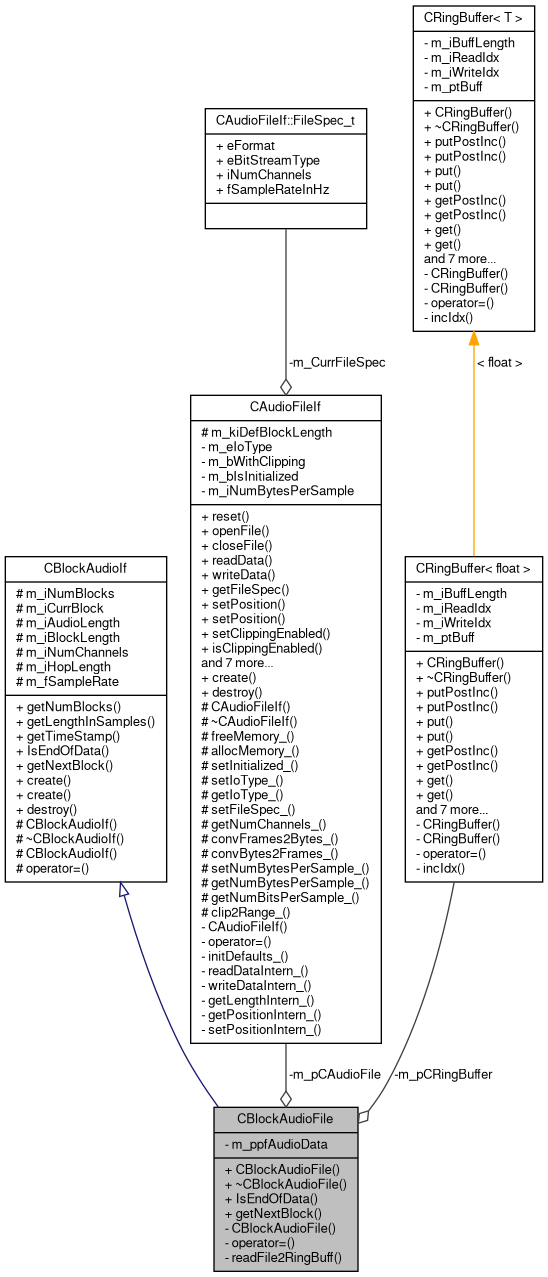 CRingBuffer< T >
- m_iBuffLength
- m_iReadIdx
- m_iWriteIdx
- m_ptBuff
+ CRingBuffer()
+ ~CRingBuffer()
+ putPostInc()
+ putPostInc()
+ put()
+ put()
+ getPostInc()
+ getPostInc()
+ get()
+ get()
and 7 more...
- CRingBuffer()
- CRingBuffer()
- operator=()
- incIdx()
CAudioFileIf::FileSpec_t
+ eFormat
+ eBitStreamType
+ iNumChannels
+ fSampleRateInHz
-m_CurrFileSpec
< float >
CAudioFileIf
# m_kiDefBlockLength
- m_eIoType
- m_bWithClipping
- m_bIsInitialized
- m_iNumBytesPerSample
+ reset()
+ openFile()
+ closeFile()
+ readData()
+ writeData()
+ getFileSpec()
+ setPosition()
+ setPosition()
+ setClippingEnabled()
+ isClippingEnabled()
and 7 more...
+ create()
+ destroy()
# CAudioFileIf()
# ~CAudioFileIf()
# freeMemory_()
# allocMemory_()
# setInitialized_()
# setIoType_()
# getIoType_()
# setFileSpec_()
# getNumChannels_()
# convFrames2Bytes_()
# convBytes2Frames_()
# setNumBytesPerSample_()
# getNumBytesPerSample_()
# getNumBitsPerSample_()
# clip2Range_()
- CAudioFileIf()
- operator=()
- initDefaults_()
- readDataIntern_()
- writeDataIntern_()
- getLengthIntern_()
- getPositionIntern_()
- setPositionIntern_()
CBlockAudioIf
# m_iNumBlocks
# m_iCurrBlock
# m_iAudioLength
# m_iBlockLength
# m_iNumChannels
# m_iHopLength
# m_fSampleRate
+ getNumBlocks()
+ getLengthInSamples()
+ getTimeStamp()
+ IsEndOfData()
+ getNextBlock()
+ create()
+ create()
+ destroy()
# CBlockAudioIf()
# ~CBlockAudioIf()
# CBlockAudioIf()
# operator=()
CRingBuffer< float >
- m_iBuffLength
- m_iReadIdx
- m_iWriteIdx
- m_ptBuff
+ CRingBuffer()
+ ~CRingBuffer()
+ putPostInc()
+ putPostInc()
+ put()
+ put()
+ getPostInc()
+ getPostInc()
+ get()
+ get()
and 7 more...
- CRingBuffer()
- CRingBuffer()
- operator=()
- incIdx()
-m_pCAudioFile
-m_pCRingBuffer
CBlockAudioFile
- m_ppfAudioData
+ CBlockAudioFile()
+ ~CBlockAudioFile()
+ IsEndOfData()
+ getNextBlock()
- CBlockAudioFile()
- operator=()
- readFile2RingBuff()